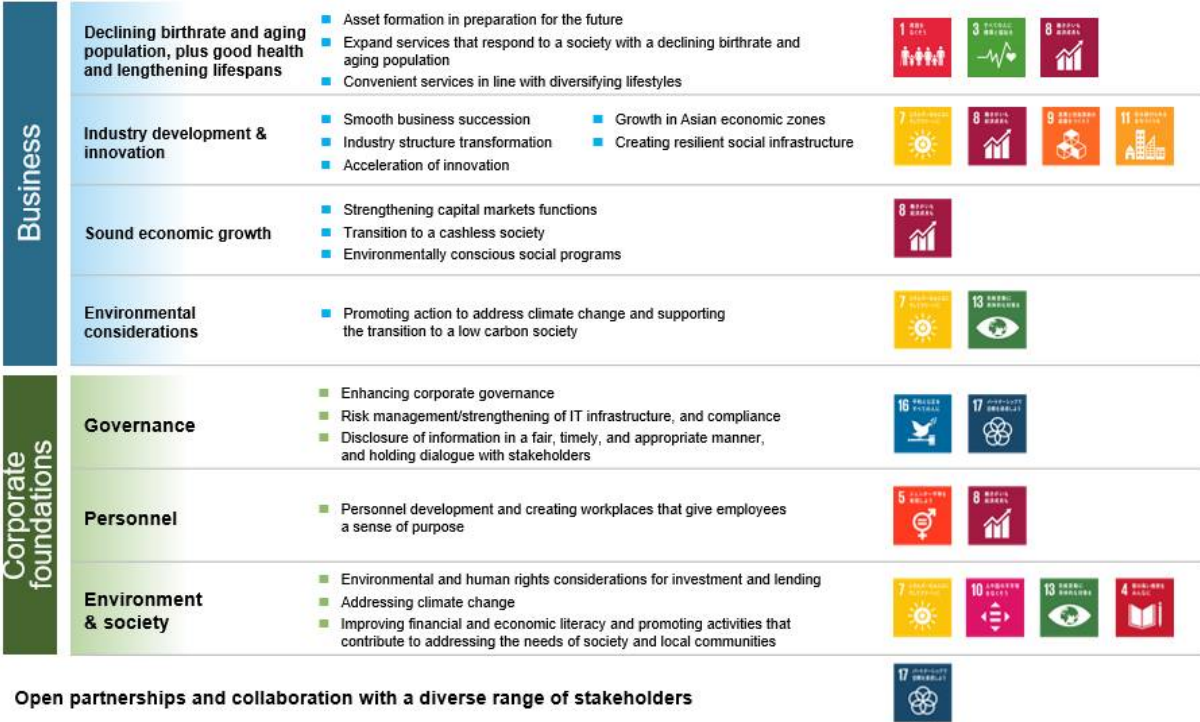 Business
Declining birthrate and aging
population, plus good health
and lengthening lifespans
Asset formation in preparation for the future
Expand services that respond to a society with a declining birthrate and
aging population
Convenient services in line with diversifying lifestyles
1
3
8
Industry development &
innovation
Smooth business succession
Industry structure transformation
Acceleration of innovation
Growth in Asian economic zones
Creating resilient social infrastructure
7
8
9
11
Sound economic growth
Strengthening capital markets functions
Transition to a cashless society
Environmentally conscious social programs
8
Environmental
considerations
Promoting action to address climate change and supporting
the transition to a low carbon society
7
13
Corporate
foundations
Governance
Enhancing corporate governance
Risk management/strengthening of IT infrastructure, and compliance
Disclosure of information in a fair, timely, and appropriate manner,
and holding dialogue with stakeholders
16
17
Personnel
Personnel development and creating workplaces that give employees
a sense of purpose
5
8
Environment
& society
Environmental and human rights considerations for investment and lending
Addressing climate change
Improving financial and economic literacy and promoting activities that
contribute to addressing the needs of society and local communities
7
10
13
4
Open partnerships and collaboration with a diverse range of stakeholders
17